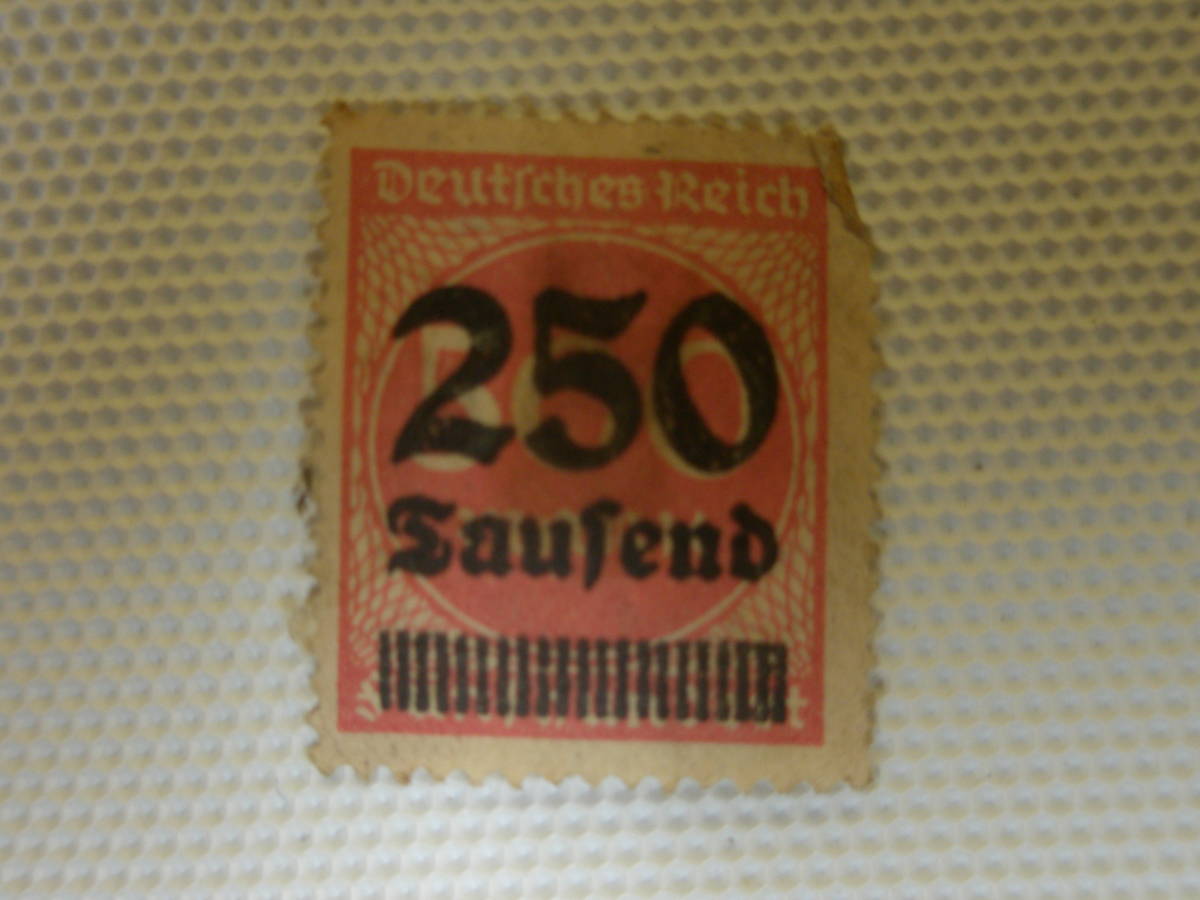 Deutsches Reich
250
Tausend